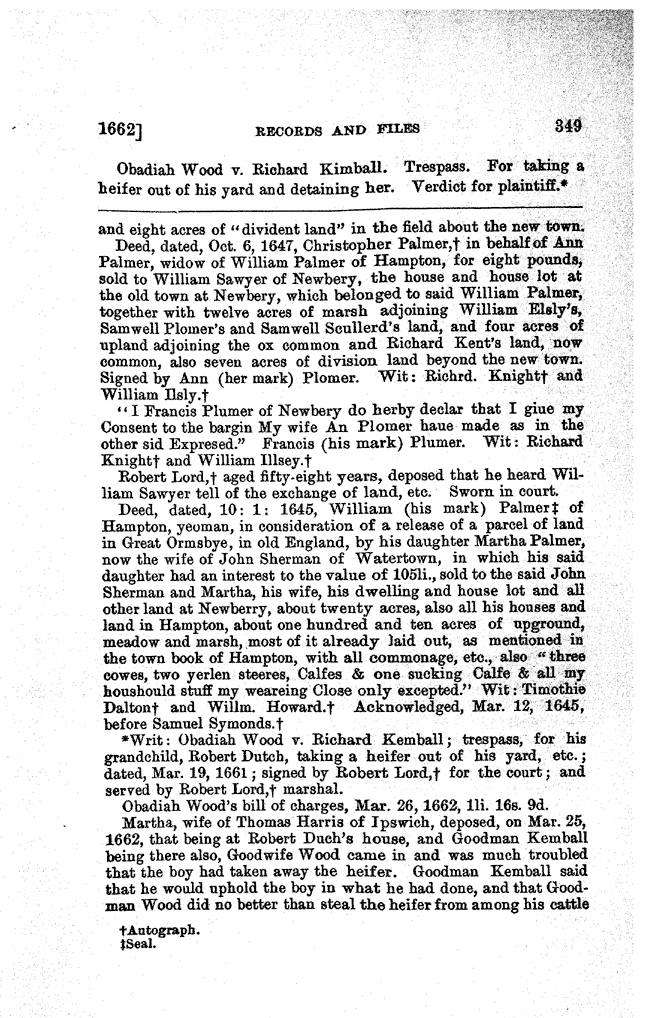 1662] RECORDS AND FILES 349
Obadiah Wood v. Richard Kimball. Trespass. For taking a
heifer out of his yard and detaining her. Verdict for plaintiff.*
and eight acres of "divident land" in the field about the new town.
Deed, dated, Oct. 6, 1647, Christopher Palmer,† in behalf of Ann
Palmer, widow of William Palmer of Hampton, for eight pounds,
sold to William Sawyer of Newbery, the house and house lot at
the old town at Newbery, which belonged to said William Palmer,
together with twelve acres of marsh adjoining William Elsly's,
Samwell Plomer's and Samwell Scullerd's land, and four acres of
upland adjoining the ox common and Richard Kent's land, now
common, also seven acres of division land beyond the new town.
Signed by Ann (her mark) Plomer. Wit: Richrd. Knight† and
William Ilsly.†
"I Francis Plumer of Newbery do herby declar that I giue my
Consent to the bargin My wife An Plomer haue made as in the
other sid Expresed." Francis (his mark) Plumer. Wit: Richard
Knight† and William Illsey.†
Robert Lord,† aged fifty-eight years, deposed that he heard Wil-
liam Sawyer tell of the exchange of land, etc. Sworn in court.
Deed, dated, 10: 1: 1645, William (his mark) Palmer‡ of
Hampton, yeoman, in consideration of a release of a parcel of land
in Great Ormsbye, in old England, by his daughter Martha Palmer,
now the wife of John Sherman of Watertown, in which his said
daughter had an interest to the value of 105li., sold to the said John
Sherman and Martha, his wife, his dwelling and house lot and all
other land at Newberry, about twenty acres, also all his houses and
land in Hampton, about one hundred and ten acres of upground,
meadow and marsh, most of it already laid out, as mentioned in
the town book of Hampton, with all commonage, etc., also "three
cowes, two yerlen steeres, Calfes & one sucking Calfe & all my
houshould stuff my weareing Close only excepted." Wit: Timothie
Dalton† and Willm. Howard.† Acknowledged, Mar. 12, 1645,
before Samuel Symonds.†
*Writ: Obadiah Wood v. Richard Kemball; trespass, for his
grandchild, Robert Dutch, taking a heifer out of his yard, etc.;
dated, Mar. 19, 1661; signed by Robert Lord,† for the court; and
served by Robert Lord,† marshal.
Obadiah Wood's bill of charges, Mar. 26, 1662, 1li. 16s. 9d.
Martha, wife of Thomas Harris of Ipswich, deposed, on Mar. 25,
1662, that being at Robert Duch's house, and Goodman Kemball
being there also, Goodwife Wood came in and was much troubled
that the boy had taken away the heifer. Goodman Kemball said
that he would uphold the boy in what he had done, and that Good-
man Wood did no better than steal the heifer from among his cattle
†Autograph.
‡Seal.